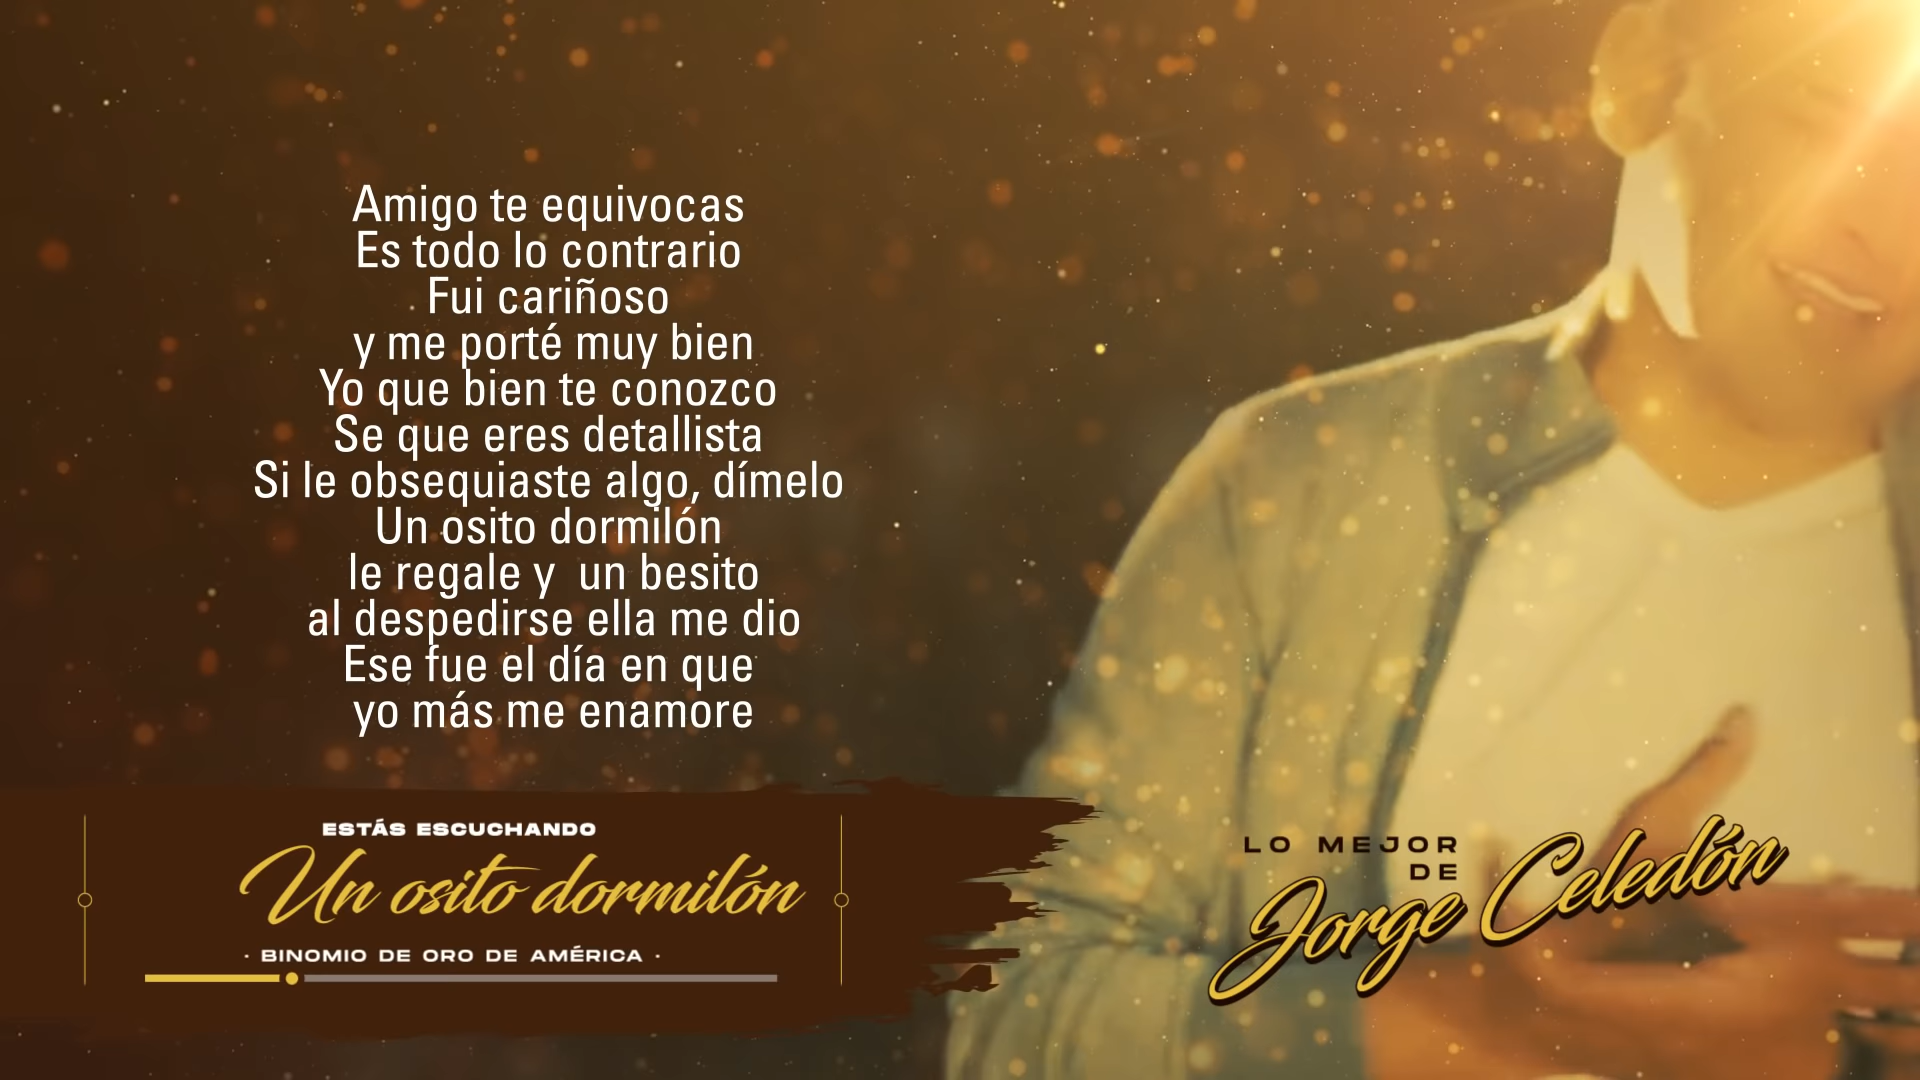 Amigo te equivocas
Es todo lo contrario
Fui cariñoso
y me porté muy bien
Yo que bien te conozco
Se que eres detallista
Si le obsequiaste algo, dímelo
Un osito dormilón
le regale y  un besito
al despedirse ella me dio
Ese fue el día en que
yo más me enamore
ESTÁS ESCUCHANDO
Un osito dormilón
· BINOMIO DE ORO DE AMÉRICA ·
LO MEJOR
DE
Jorge Celedón